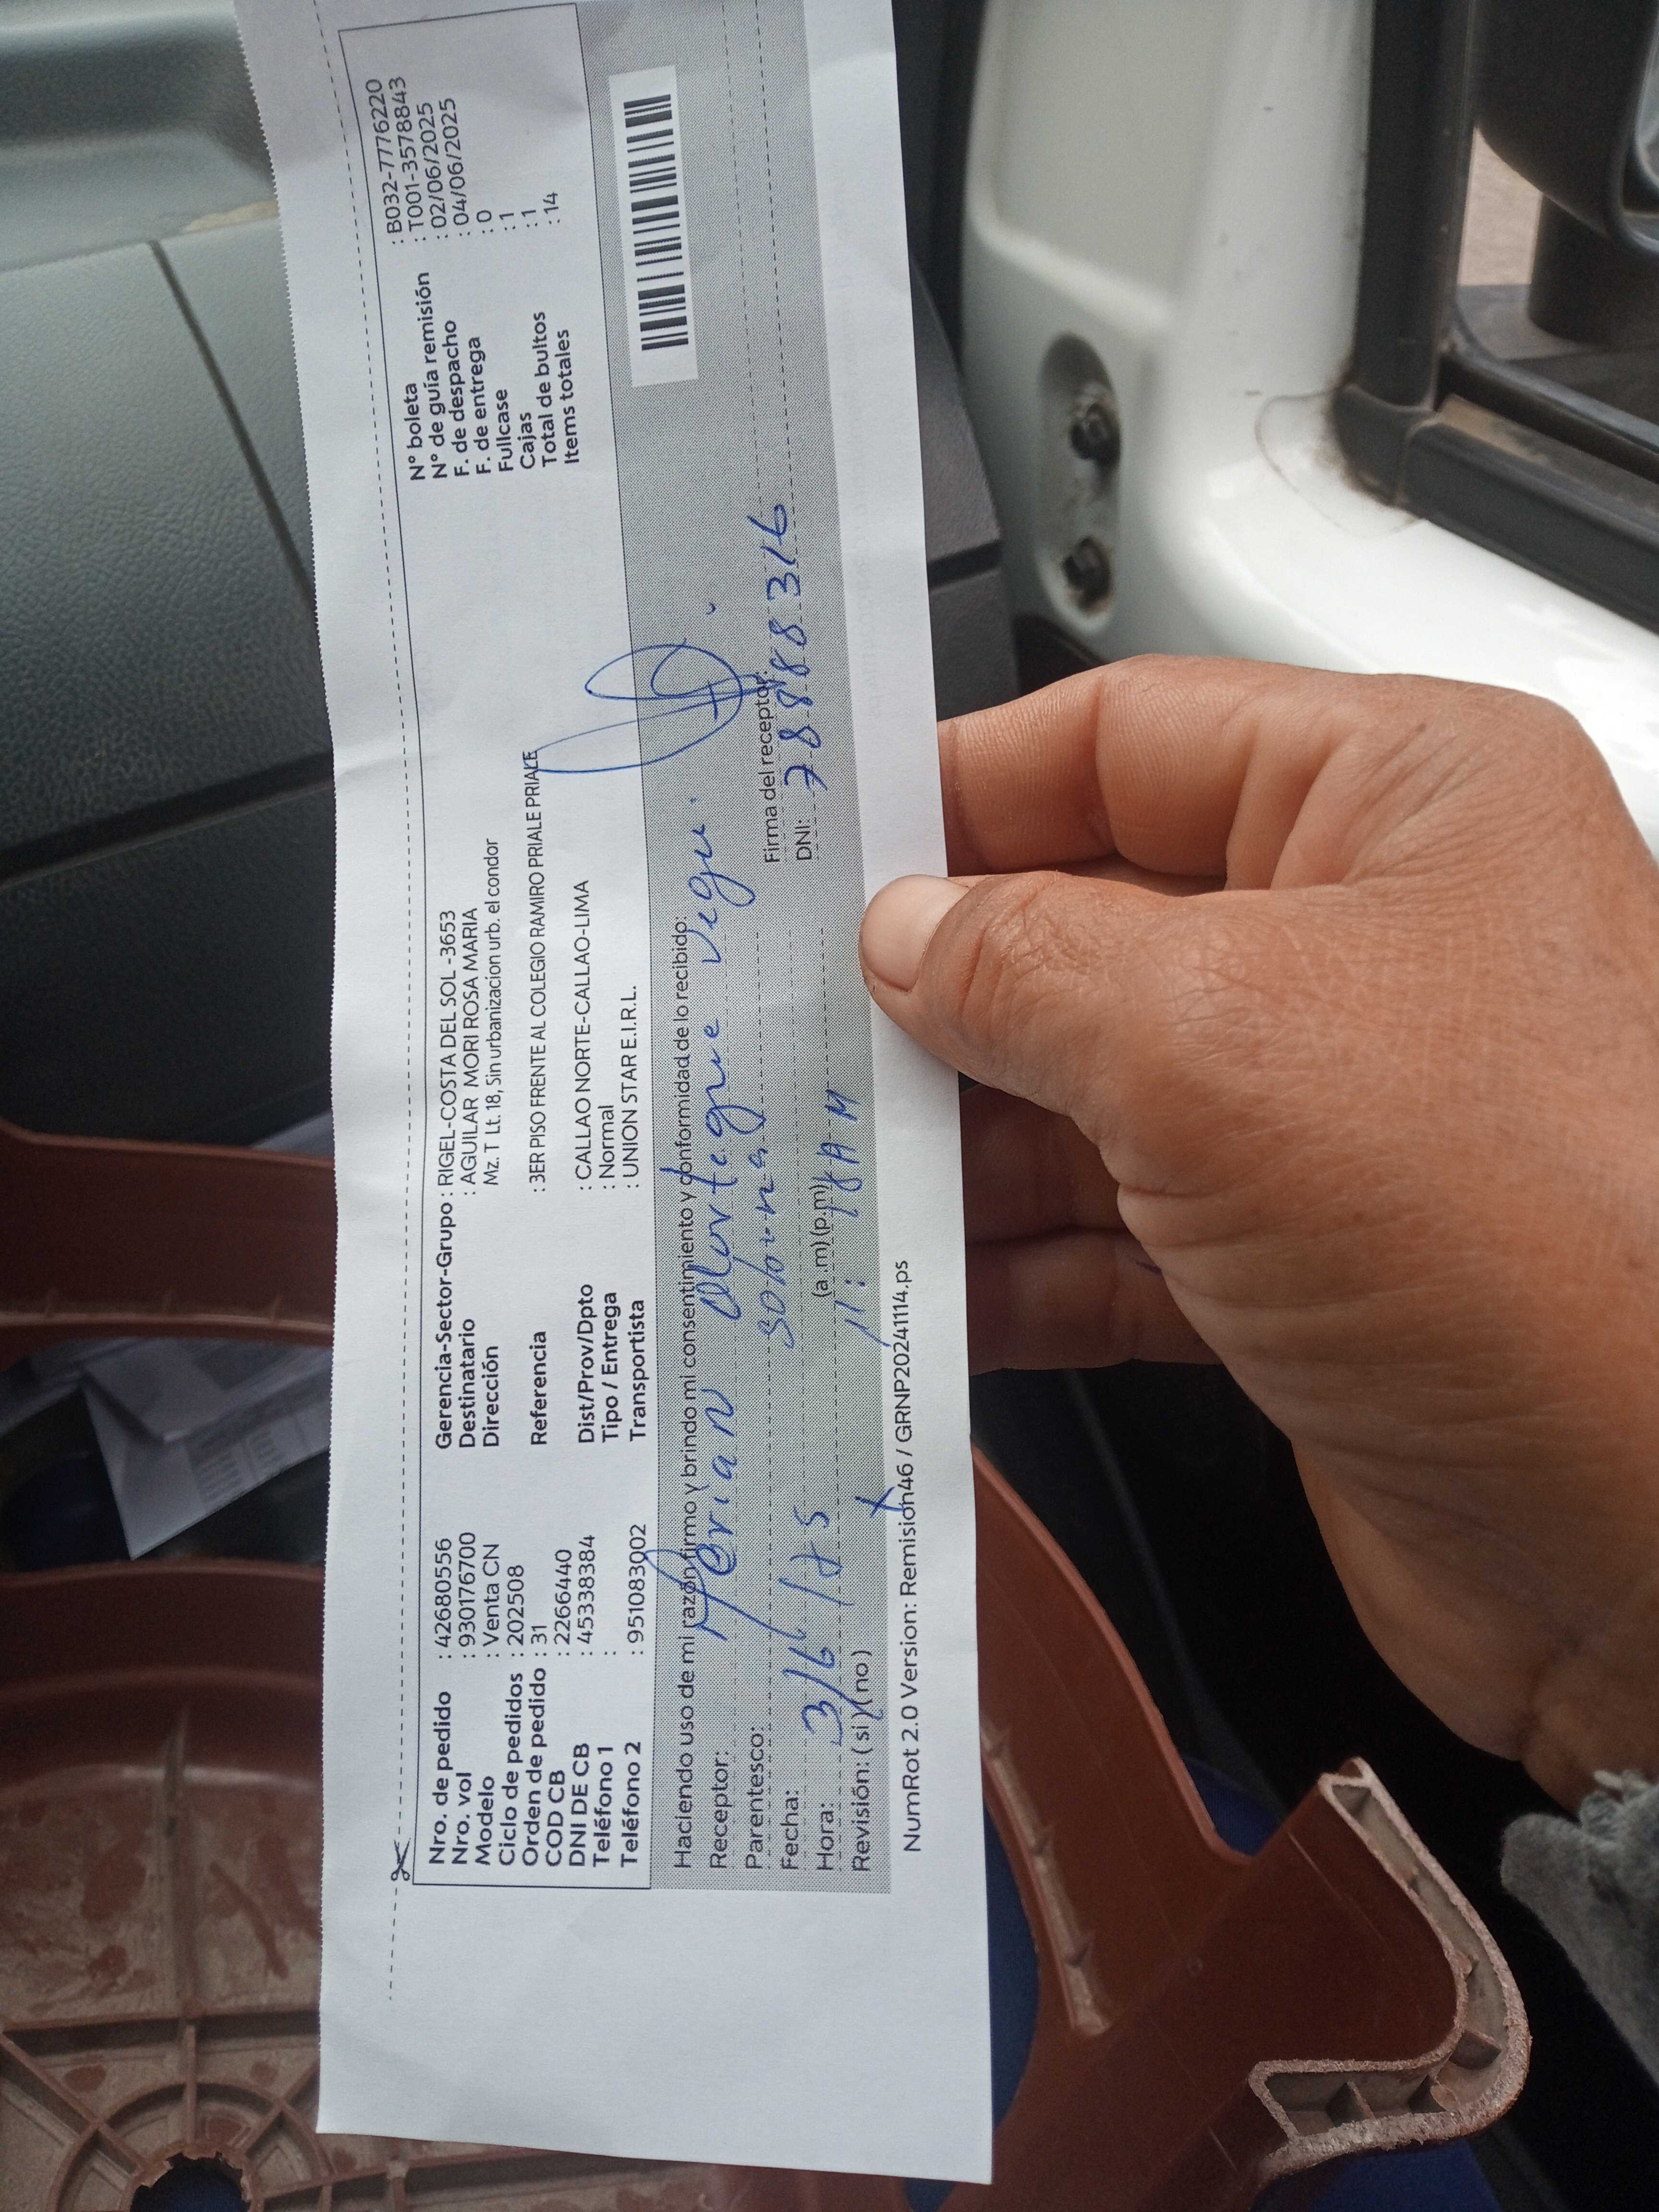 Nro. de pedido : 42680556
Nro. vol : 930176700
Modelo : Venta CN
Ciclo de pedidos : 202508
Orden de pedido : 31
COD CB : 2266440
DNI DE CB : 45338384
Teléfono 1 :
Teléfono 2 : 951083002
Gerencia-Sector-Grupo : RIGEL-COSTA DEL SOL -3653
Destinatario : AGUILAR MORI ROSA MARIA
Dirección Mz. T Lt. 18, Sin urbanizacion urb. el condor
Referencia : 3ER PISO FRENTE AL COLEGIO RAMIRO PRIALE PRIALE
Dist/Prov/Dpto : CALLAO NORTE-CALLAO-LIMA
Tipo / Entrega : Normal
Transportista : UNION STAR E.I.R.L.
N° boleta : B032-7776220
N° de guía remisión : T001-3578843
F. de despacho : 02/06/2025
F. de entrega : 04/06/2025
Fullcase : 0
Cajas : 1
Total de bultos : 1
Items totales : 14
Haciendo uso de mi razón firmo y brindo mi consentimiento y conformidad de lo recibido:
Receptor:
Parentesco: sobrina
Firma del receptor
Fecha: 3/6/25
DNI: 78888316
Hora: (a.m) (p.m) AM
Revisión: ( si ) ( no )
NumRot 2.0 Version: Remision46 / GRNP20241114.ps